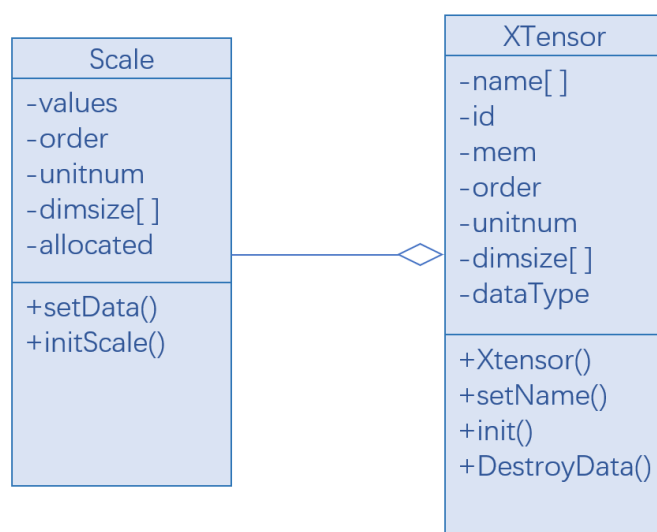 Scale
-values
-order
-unitnum
-dimsize[ ]
-allocated
+setData()
+initScale()
XTensor
-name[ ]
-id
-mem
-order
-unitnum
-dimsize[ ]
-dataType
+Xtensor()
+setName()
+init()
+DestroyData()